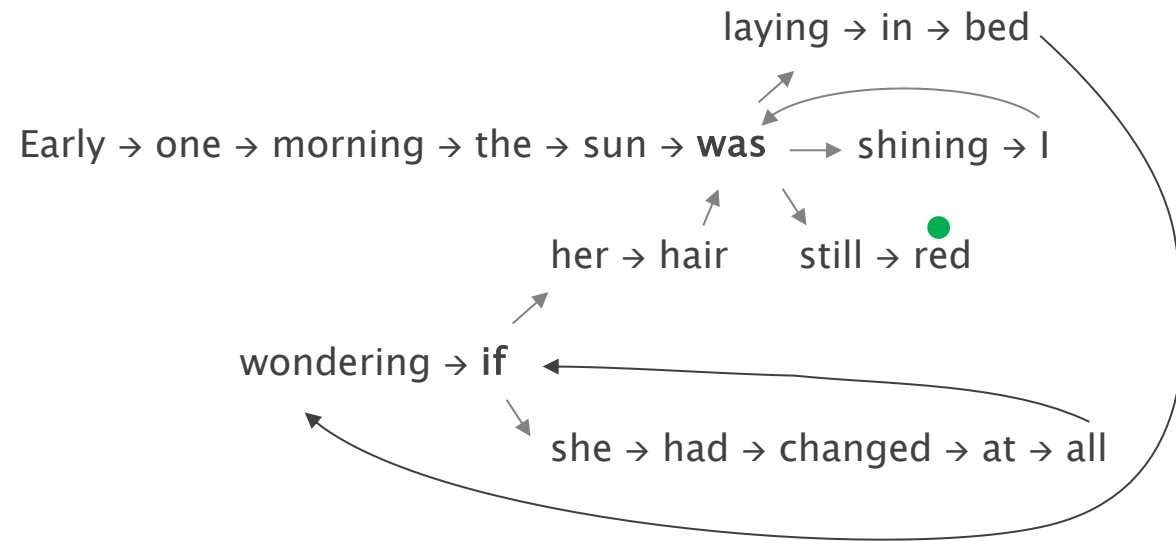 laying → in → bed
Early → one → morning → the → sun → was → shining → I
her → hair still → red
wondering → if
she → had → changed → at → all